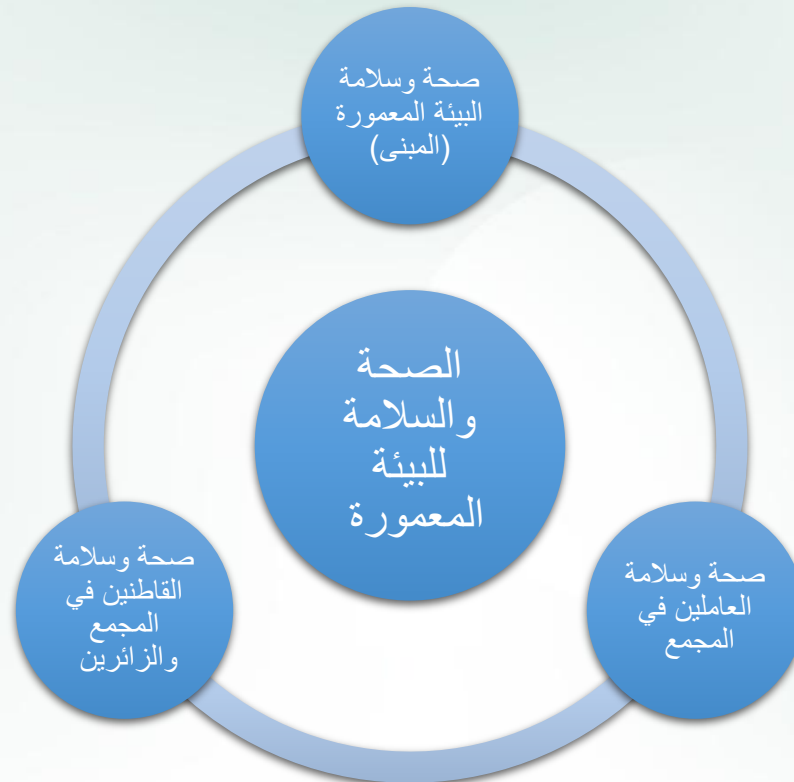 صحة وسلامة
البيئة المعمورة
(المبنى)
الصحة
والسلامة
للبيئة
المعمورة
صحة وسلامة
العاملين في
المجمع
صحة وسلامة
القاطنين في
المجمع
والزائرين